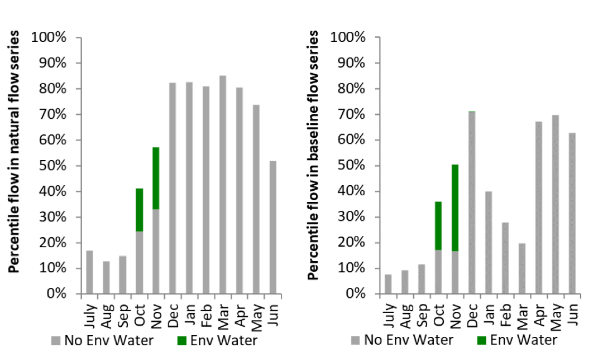 Percentile flow in natural flow series
100%
90%
80%
70%
60%
50%
40%
30%
20%
10%
0%
July
Aug
Sep
Oct
Nov
Dec
Jan
Feb
Mar
Apr
May
Jun
No Env Water
Env Water
Percentile flow in baseline flow series
100%
90%
80%
70%
60%
50%
40%
30%
20%
10%
0%
July
Aug
Sep
Oct
Nov
Dec
Jan
Feb
Mar
Apr
May
Jun
No Env Water
Env Water